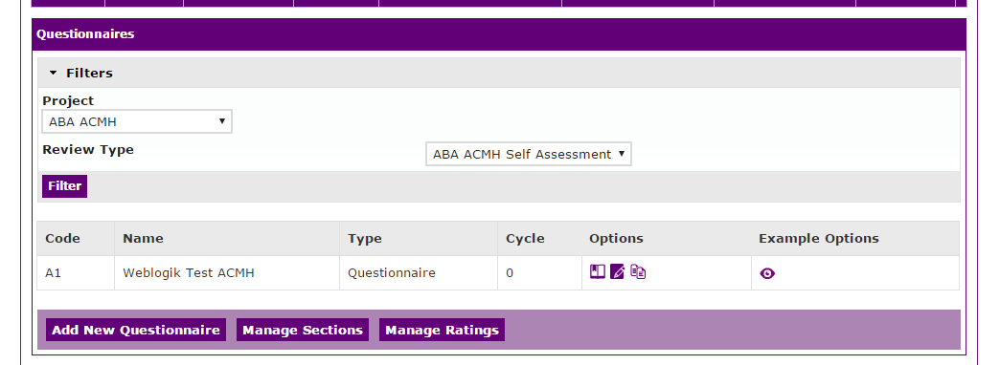 Questionnaires
Filters
Project
ABA ACMH
Review Type
ABA ACMH Self Assessment
Filter
Code Name Type Cycle Options Example Options
A1 Weblogik Test ACMH Questionnaire 0
Add New Questionnaire Manage Sections Manage Ratings